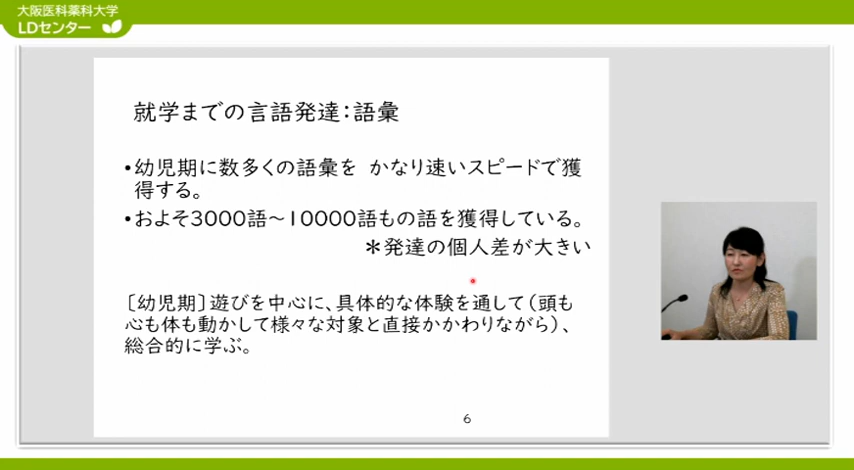 大阪医科薬科大学
LDセンター
就学までの言語発達：語彙
•幼児期に数多くの語彙を かなり速いスピードで獲
得する。
•およそ3000語～10000語もの語を獲得している。
＊発達の個人差が大きい
〔幼児期〕遊びを中心に、具体的な体験を通して（頭も
心も体も動かして様々な対象と直接かかわりながら）、
総合的に学ぶ。
6